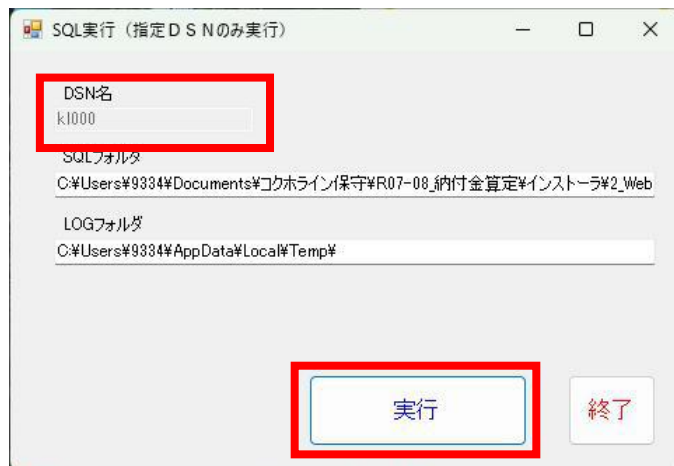 SQL実行（指定ＤＳＮのみ実行）
DSN名
kl000
SQLフォルダ
C:¥Users¥9334¥Documents¥コクホライン保守¥R07-08_納付金算定¥インストーラ¥2_Web
LOGフォルダ
C:¥Users¥9334¥AppData¥Local¥Temp¥
実行
終了